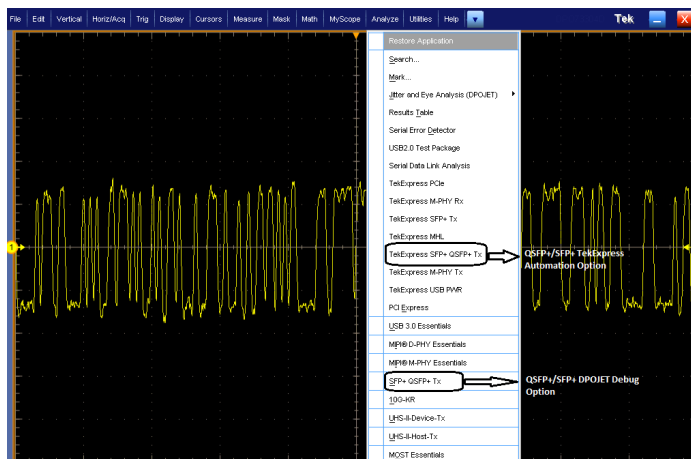 File Edit Vertical Horiz/Acq Trig Display Cursors Measure Mask Math MyScope Analyze Utilities Help Tek X
Restore Application
Search...
Mark...
Jitter and Eye Analysis (DPOJET)
Results Table
Serial Error Detector
USB2.0 Test Package
Serial Data Link Analysis
TekExpress PCIe
TekExpress M-PHY Rx
TekExpress SFP+ Tx
TekExpress MHL
TekExpress SFP+ QSFP+ Tx
QSFP+/SFP+ TekExpress
Automation Option
TekExpress M-PHY Tx
TekExpress USB PWR
PCI Express
USB 3.0 Essentials
MIPI® D-PHY Essentials
MIPI® M-PHY Essentials
SFP+ QSFP+ Tx
QSFP+/SFP+ DPOJET Debug
Option
10G-KR
UHS-II-Device-Tx
UHS-II-Host-Tx
MOST Essentials
1